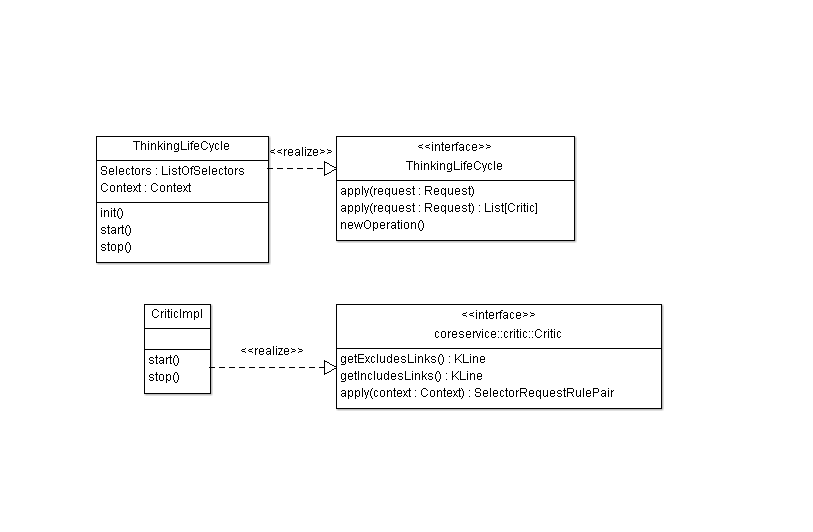 ThinkingLifeCycle
Selectors : ListOfSelectors
Context : Context
init()
start()
stop()
<<realize>>
<<interface>>
ThinkingLifeCycle
apply(request : Request)
apply(request : Request) : List[Critic]
newOperation()
CriticImpl
start()
stop()
<<realize>>
<<interface>>
coreservice::critic::Critic
getExcludesLinks() : KLine
getIncludesLinks() : KLine
apply(context : Context) : SelectorRequestRulePair